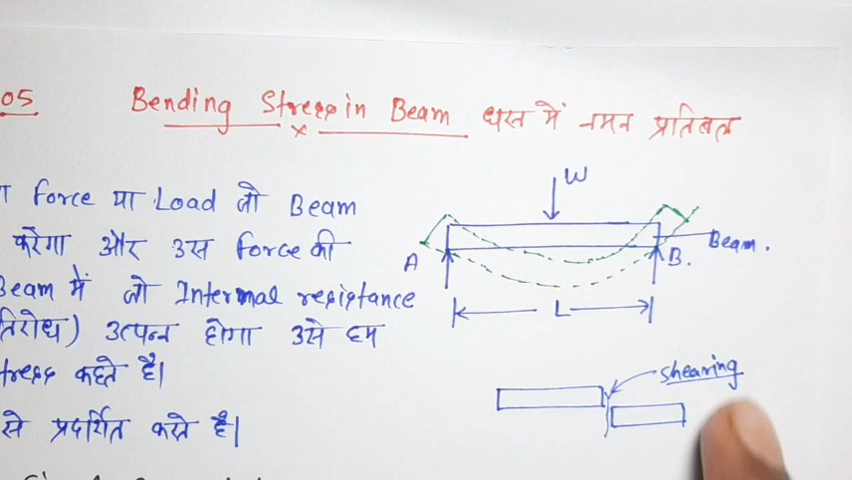 05 Bending Stress in Beam धरन में नमन प्रतिबल
Force या Load जो Beam
करेगा और उस force की
Beam में जो Internal resistance
उत्पन्न होगा उसे हम
कहते है।
से प्रदर्शित करते है।
W
A
B.
Beam.
L
shearing